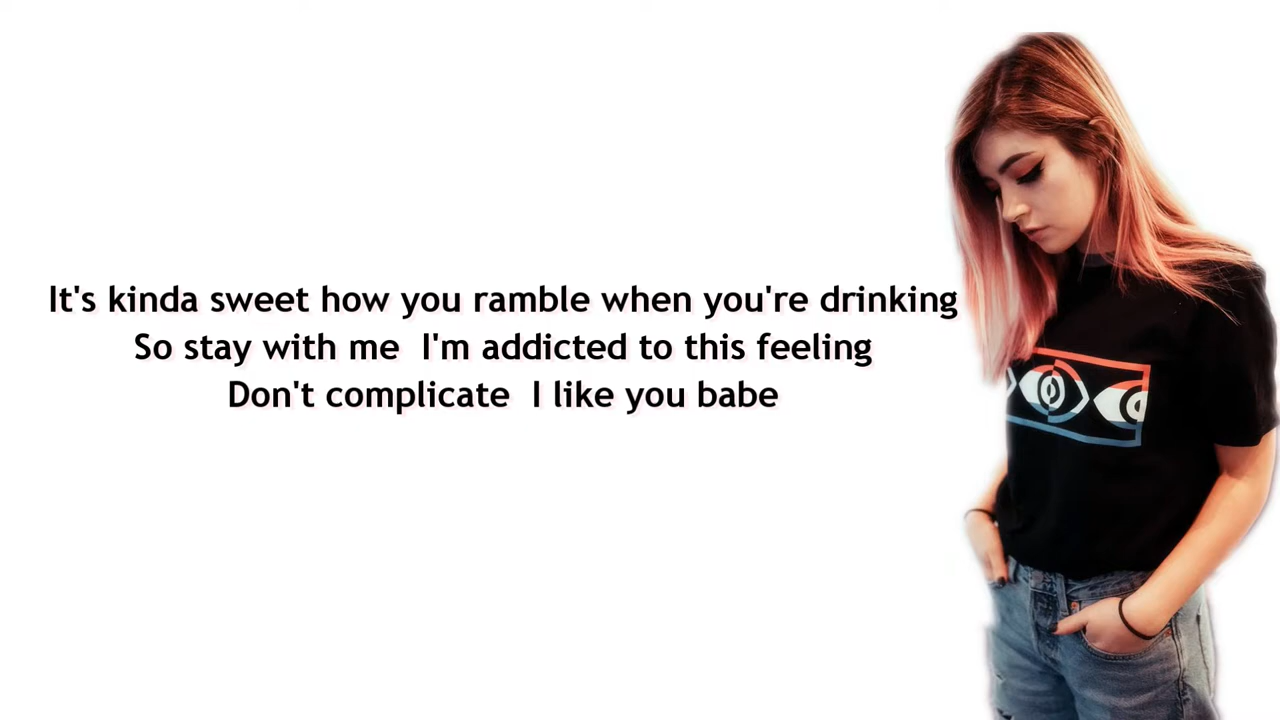 It's kinda sweet how you ramble when you're drinking
So stay with me  I'm addicted to this feeling
Don't complicate  I like you babe